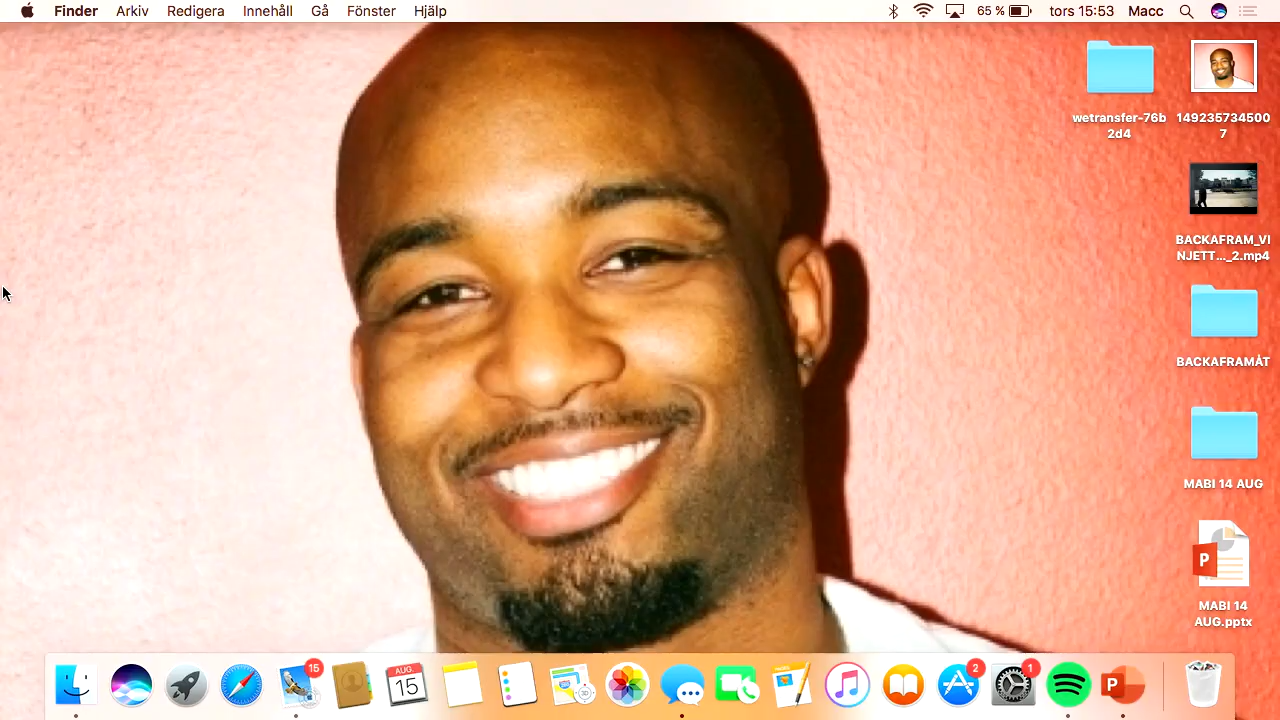 Finder Arkiv Redigera Innehåll Gå Fönster Hjälp 65 % tors 15:53 Macc
wetransfer-76b
2d4
149235734500
7
BACKAFRAM_VI
NJETT..._2.mp4
BACKAFRAMÅT
MABI 14 AUG
P
MABI 14
AUG.pptx
15
AUG.
15
3D
2
1
P